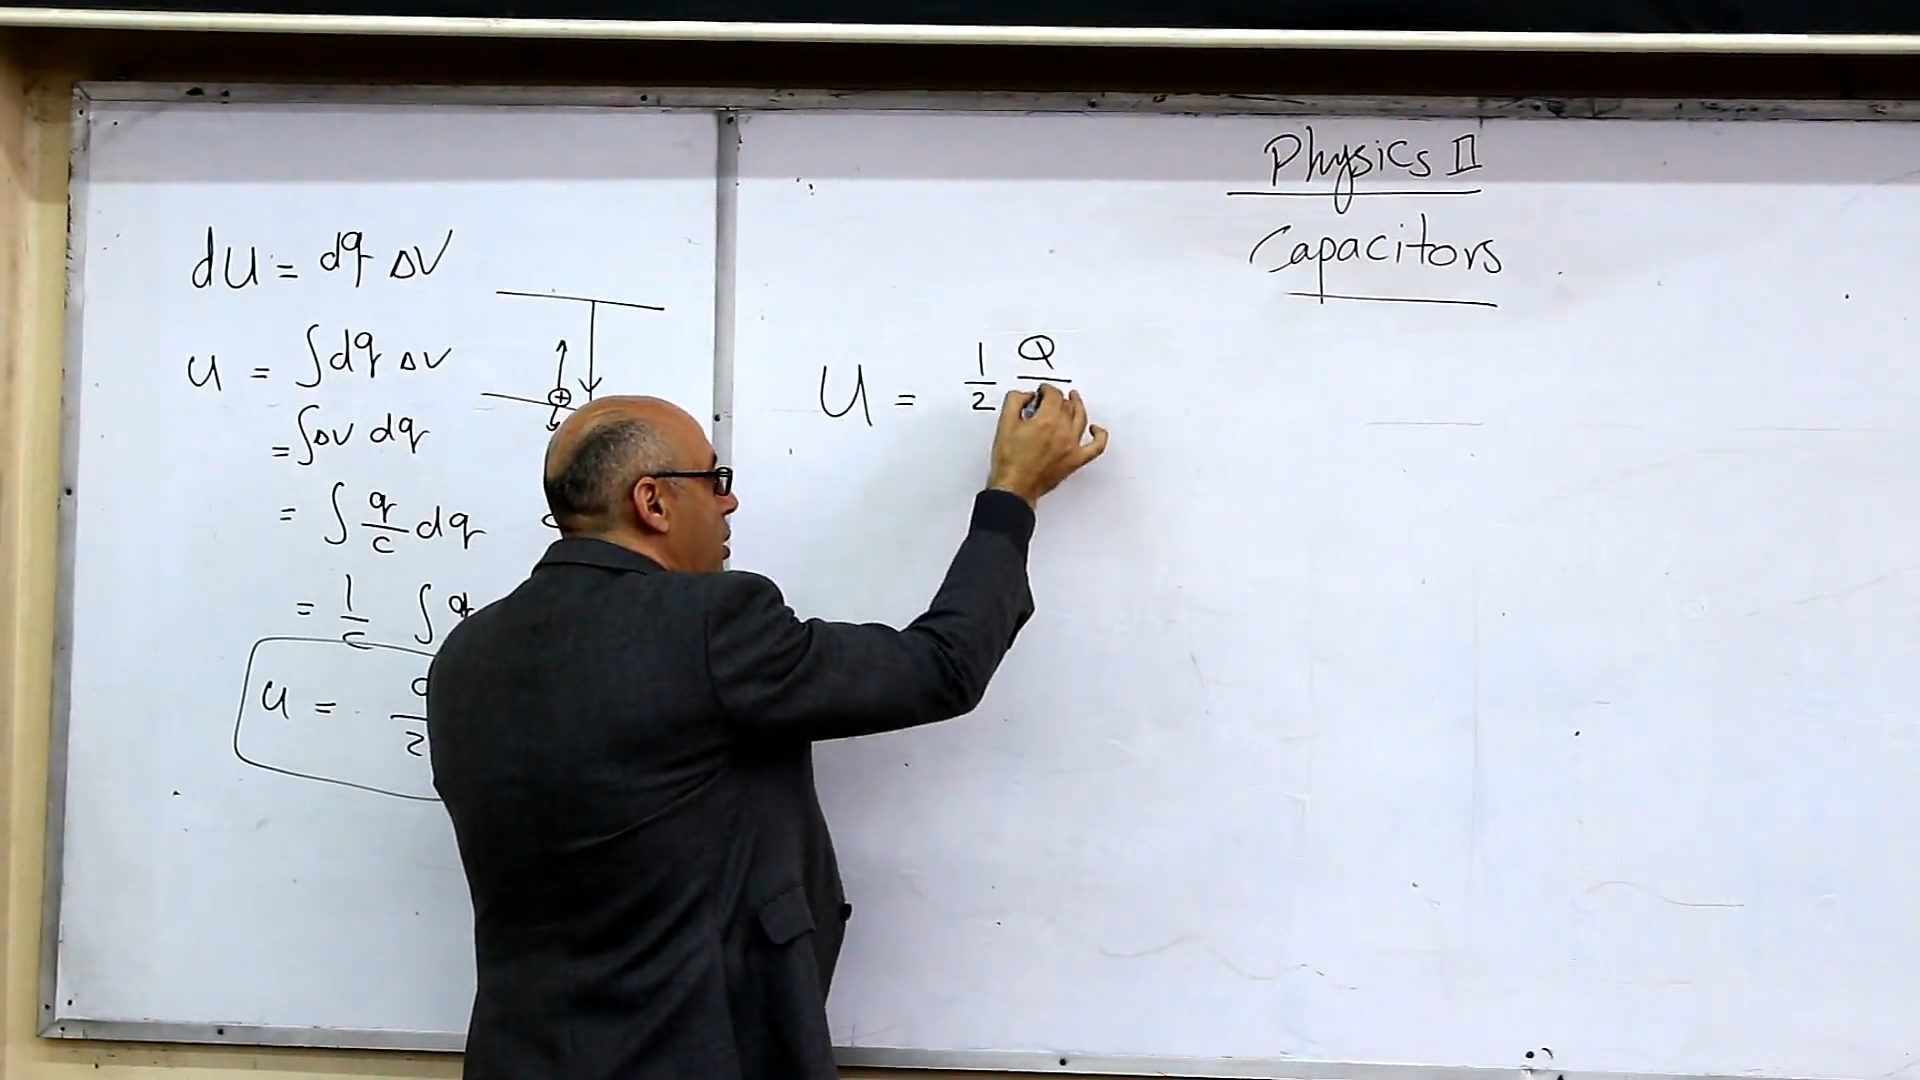 dU = dq ΔV
U = ∫dq ΔV
= ∫ΔV dq
= ∫ q/c dq
= 1/c ∫ q
U = 
Physics II
Capacitors
U = 1/2 Q